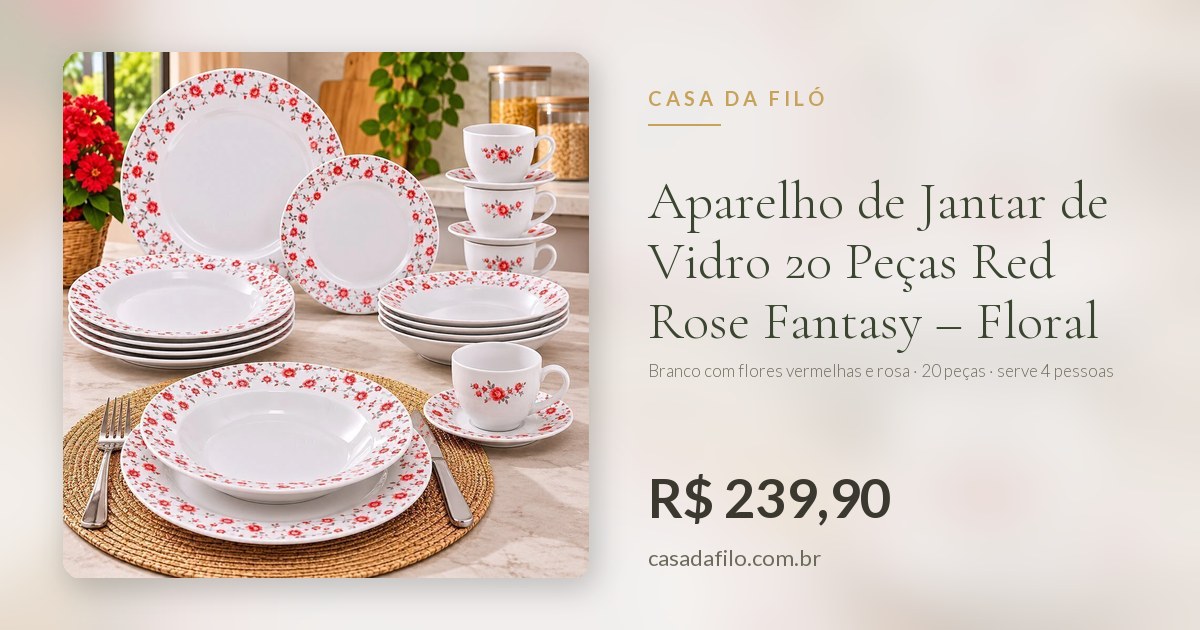 CASA DA FILÓ
Aparelho de Jantar de
Vidro 20 Peças Red
Rose Fantasy – Floral
Branco com flores vermelhas e rosa · 20 peças · serve 4 pessoas
R$ 239,90
casadafilo.com.br